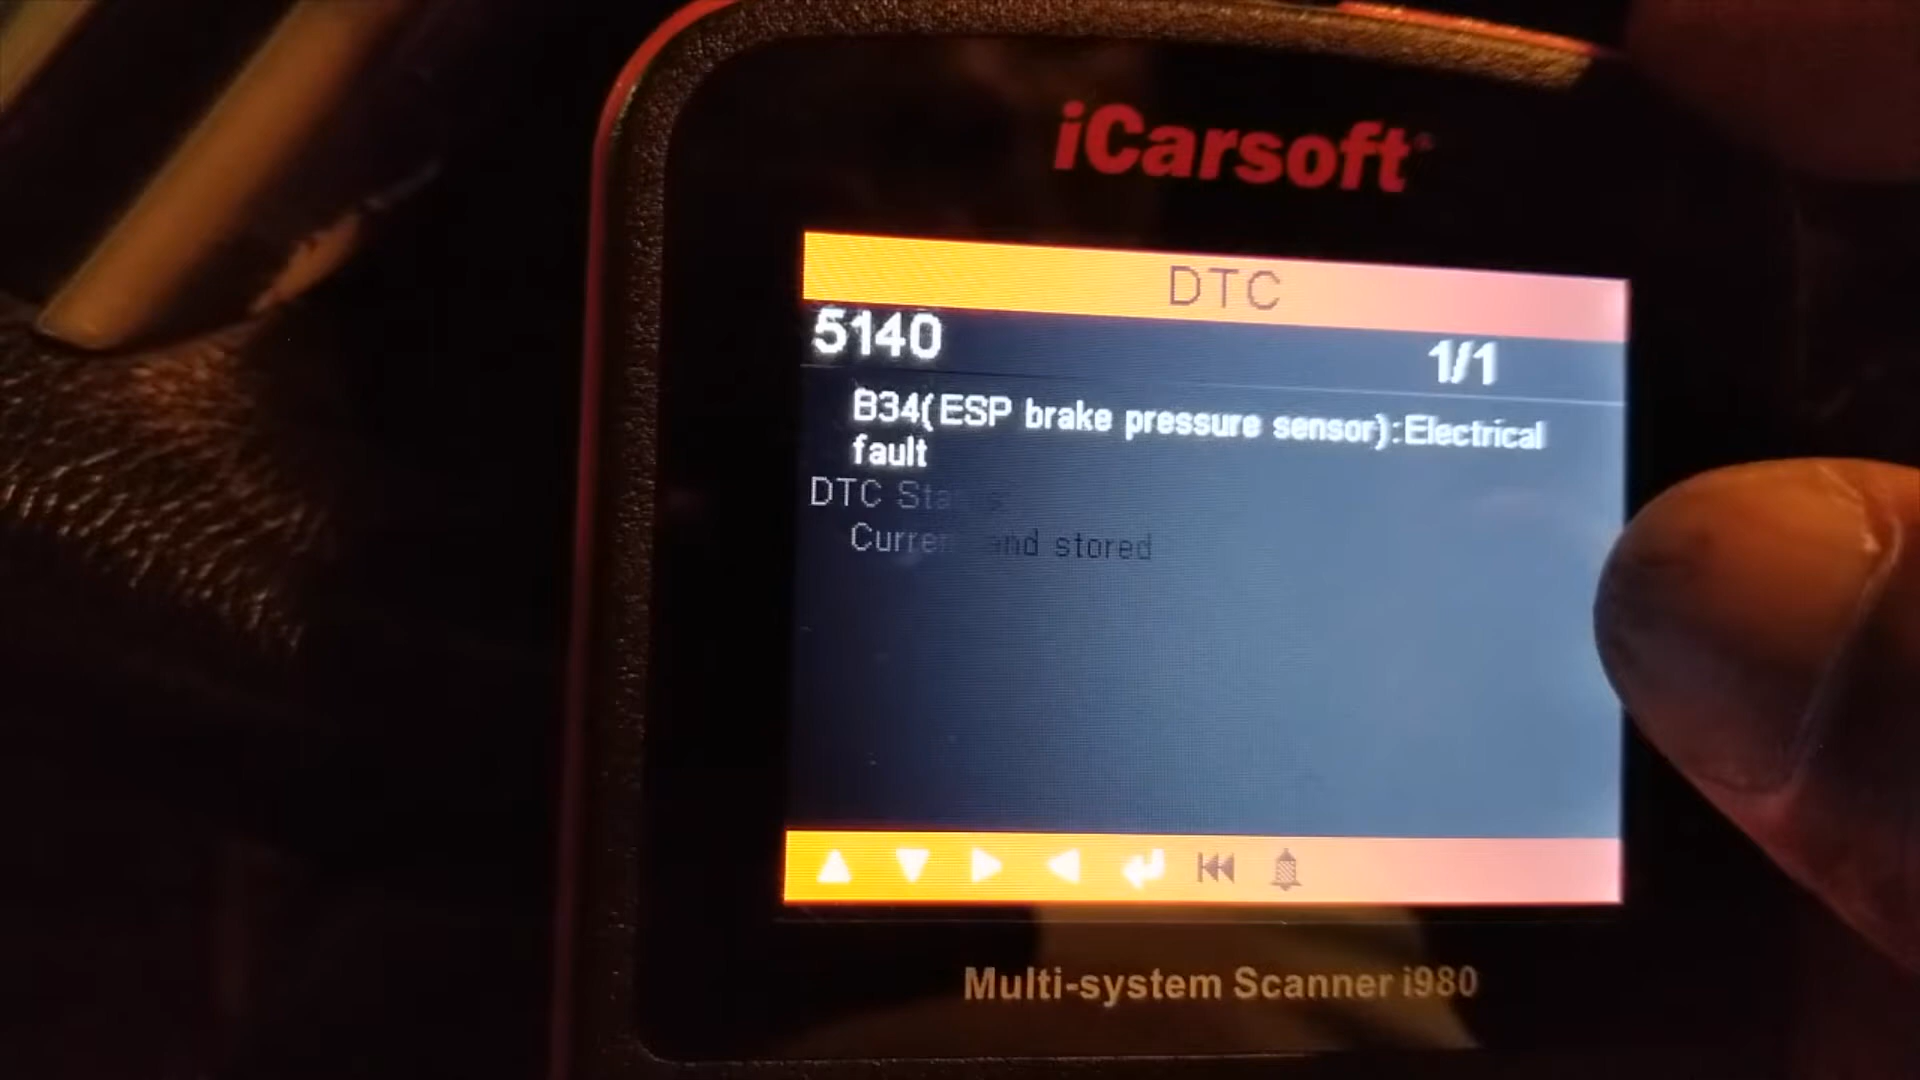 iCarsoft
DTC
5140 1/1
B34(ESP brake pressure sensor):Electrical
fault
DTC Status:
Current and stored
Multi-system Scanner i980